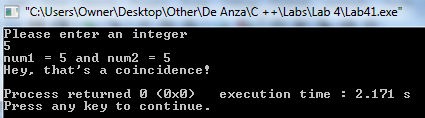 "C:\Users\Owner\Desktop\Other\De Anza\C ++\Labs\Lab 4\Lab41.exe"
Please enter an integer
5
num1 = 5 and num2 = 5
Hey, that's a coincidence!
Process returned 0 (0x0)   execution time : 2.171 s
Press any key to continue.